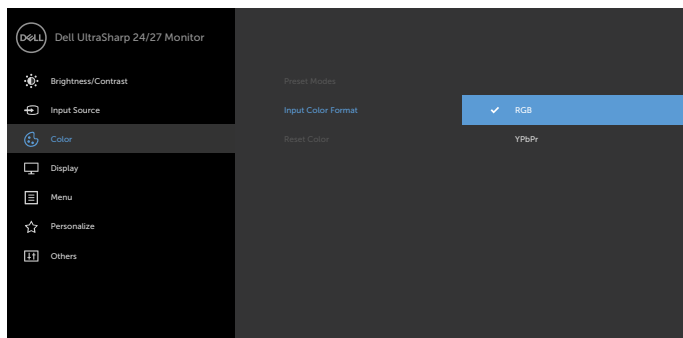 DELL Dell UltraSharp 24/27 Monitor
Brightness/Contrast
Preset Modes
Input Source
Input Color Format
RGB
Color
Reset Color
YPbPr
Display
Menu
Personalize
Others